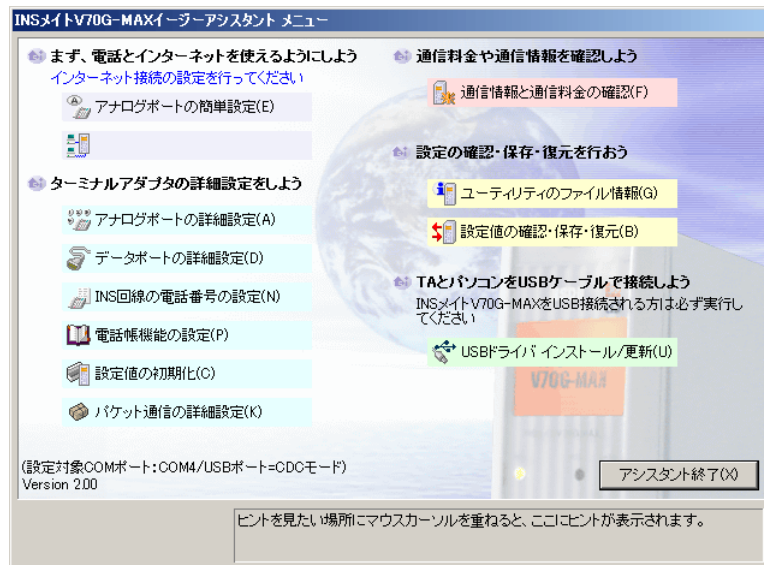 INSメイトV70G-MAXイージーアシスタント メニュー
まず、電話とインターネットを使えるようにしよう
インターネット接続の設定を行ってください
アナログポートの簡単設定(E)
ターミナルアダプタの詳細設定をしよう
アナログポートの詳細設定(A)
データポートの詳細設定(D)
INS回線の電話番号の設定(N)
電話帳機能の設定(P)
設定値の初期化(C)
パケット通信の詳細設定(K)
通信料金や通信情報を確認しよう
通信情報と通信料金の確認(F)
設定の確認・保存・復元を行おう
ユーティリティのファイル情報(G)
設定値の確認・保存・復元(B)
TAとパソコンをUSBケーブルで接続しよう
INSメイトV70G-MAXをUSB接続される方は必ず実行し
てください
USBドライバ インストール/更新(U)
V70G-MAX
(設定対象COMポート:COM4/USBポート=CDCモード)
Version 2.00
アシスタント終了(X)
ヒントを見たい場所にマウスカーソルを重ねると、ここにヒントが表示されます。